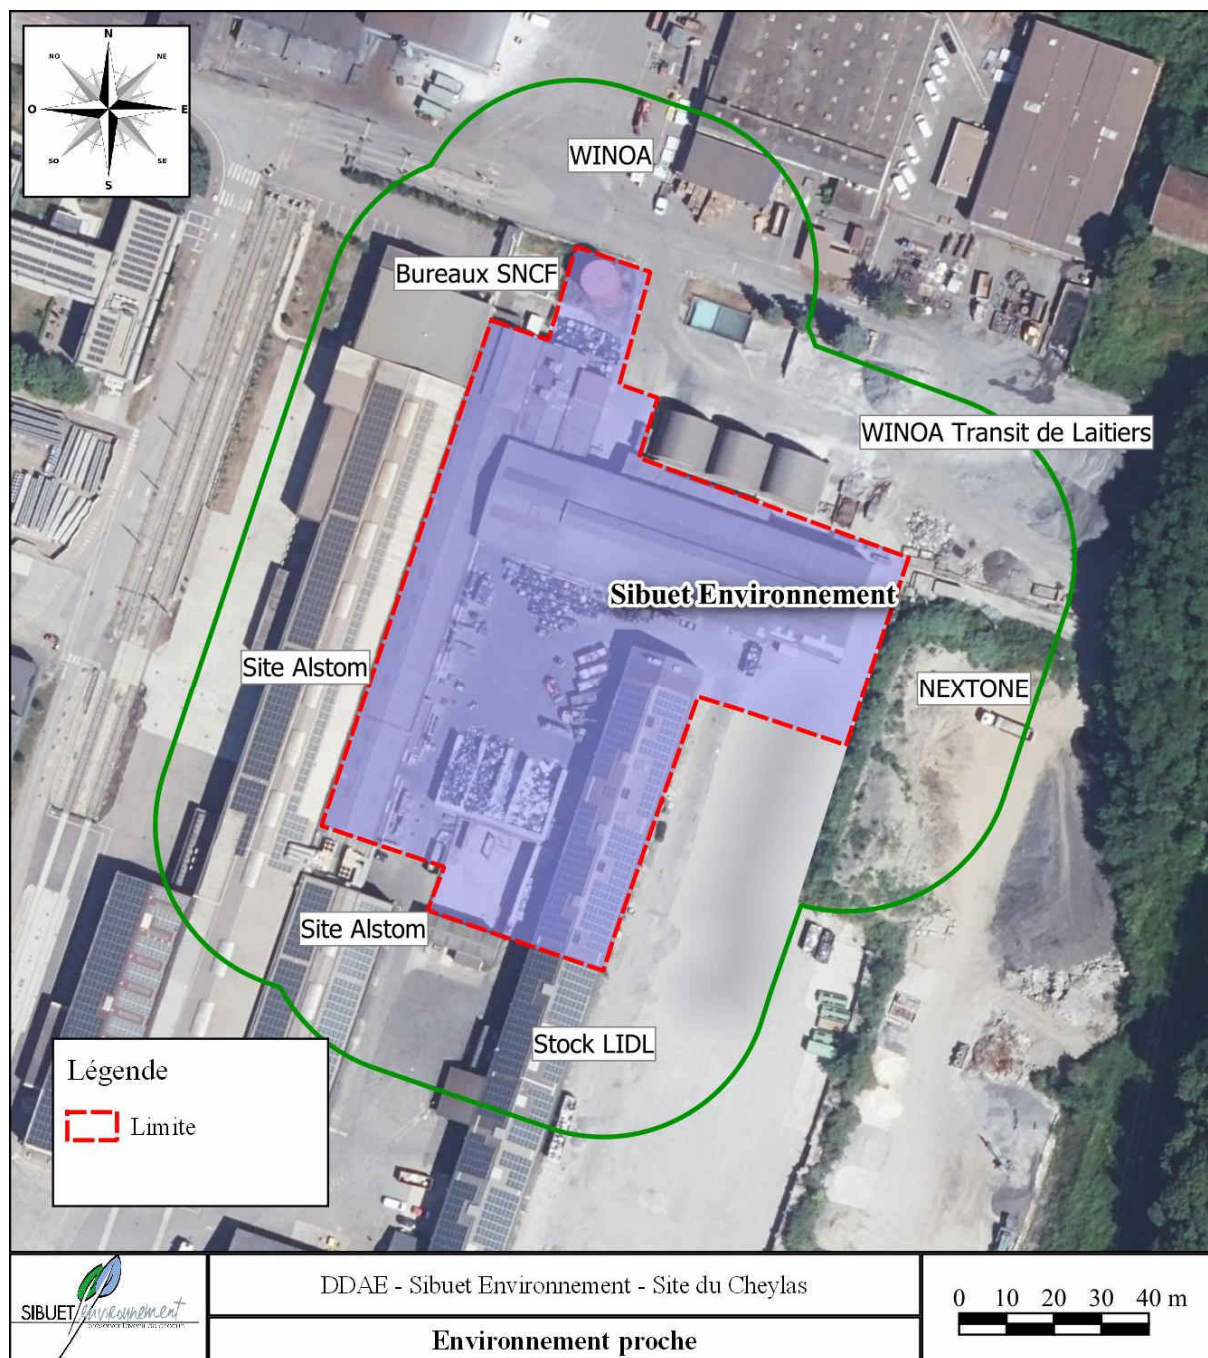 N
NO
NE
O
E
SO
SE
S
WINOA
Bureaux SNCF
WINOA Transit de Laitiers
Sibuet Environnement
Site Alstom
NEXTONE
Site Alstom
Stock LIDL
Légende
Limite
SIBUET environnement
DDAE - Sibuet Environnement - Site du Cheylas
Environnement proche
0 10 20 30 40 m